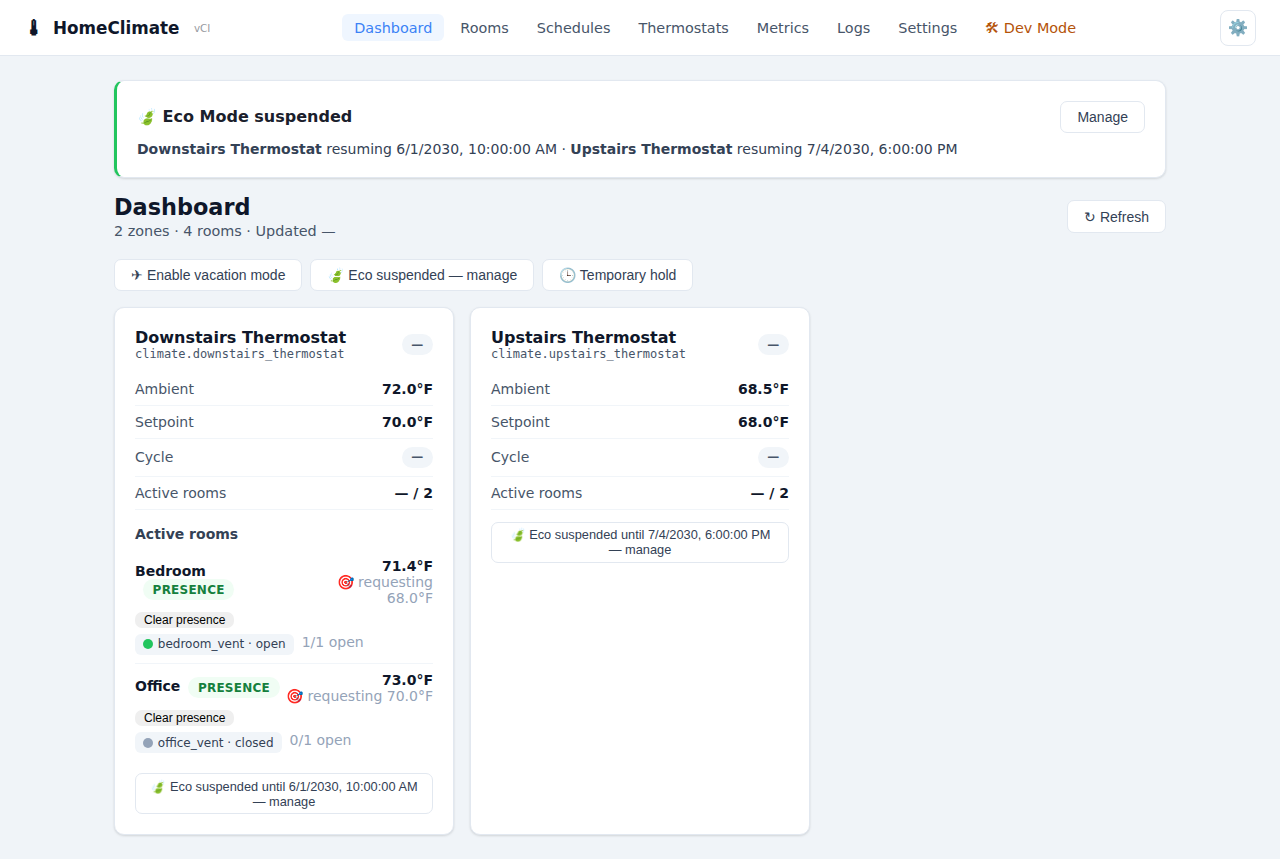 HomeClimate vCI Dashboard Rooms Schedules Thermostats Metrics Logs Settings 🛠 Dev Mode
Eco Mode suspended Manage
Downstairs Thermostat resuming 6/1/2030, 10:00:00 AM · Upstairs Thermostat resuming 7/4/2030, 6:00:00 PM
Dashboard
2 zones · 4 rooms · Updated —
↻ Refresh
✈ Enable vacation mode Eco suspended — manage Temporary hold
Downstairs Thermostat —
climate.downstairs_thermostat
Ambient 72.0°F
Setpoint 70.0°F
Cycle —
Active rooms — / 2
Active rooms
Bedroom PRESENCE 71.4°F
🎯 requesting
68.0°F
Clear presence
bedroom_vent · open 1/1 open
Office PRESENCE 73.0°F
🎯 requesting 70.0°F
Clear presence
office_vent · closed 0/1 open
Eco suspended until 6/1/2030, 10:00:00 AM
— manage
Upstairs Thermostat —
climate.upstairs_thermostat
Ambient 68.5°F
Setpoint 68.0°F
Cycle —
Active rooms — / 2
Eco suspended until 7/4/2030, 6:00:00 PM
— manage